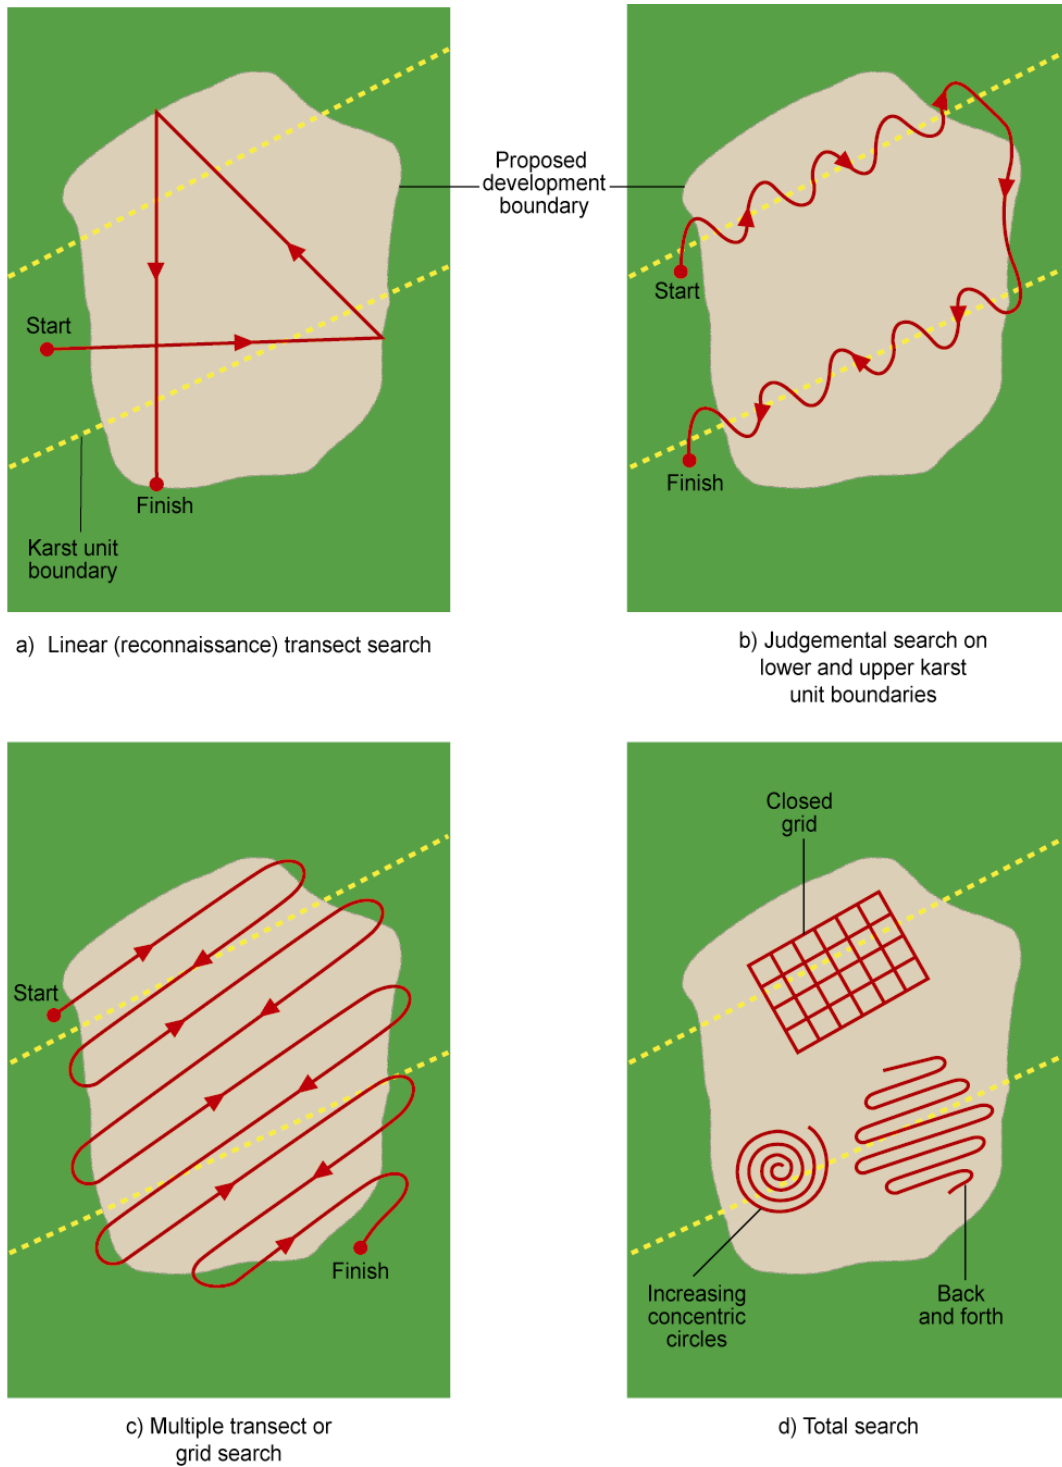 Proposed
development
boundary
Start
Finish
Karst unit
boundary
a) Linear (reconnaissance) transect search
Start
Finish
b) Judgemental search on
lower and upper karst
unit boundaries
Start
Finish
c) Multiple transect or
grid search
Closed
grid
Increasing
concentric
circles
Back
and forth
d) Total search